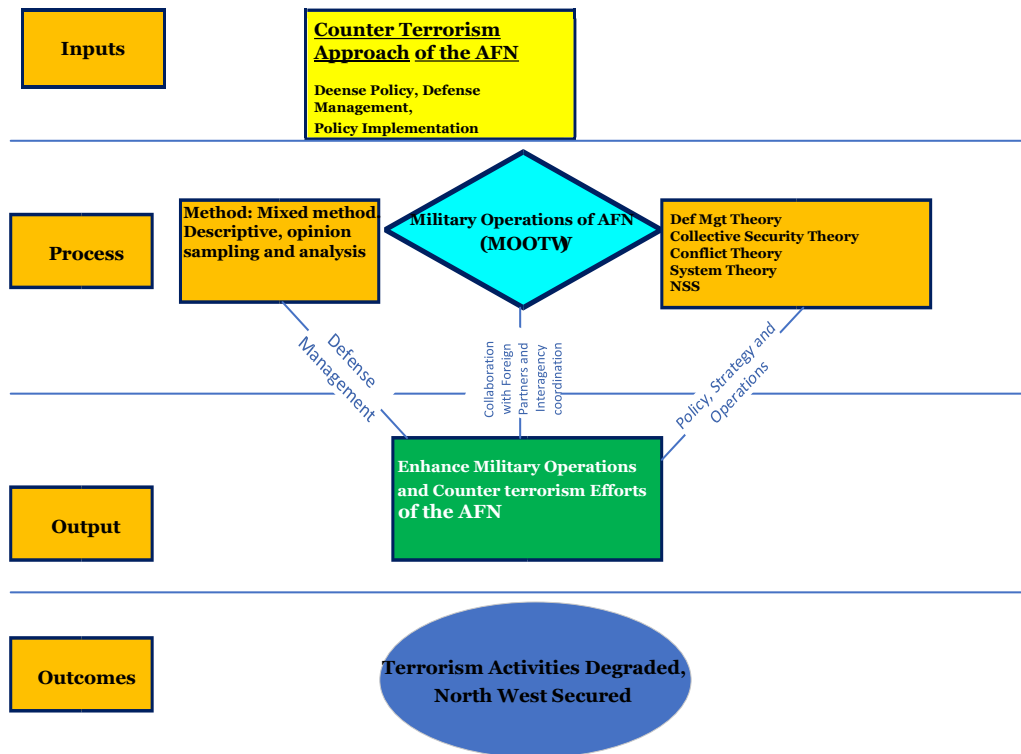 Inputs
Counter Terrorism
Approach of the AFN
Deense Policy, Defense
Management,
Policy Implementation
Process
Method: Mixed method.
Descriptive, opinion
sampling and analysis
Military Operations of AFN
(MOOTW)
Def Mgt Theory
Collective Security Theory
Conflict Theory
System Theory
NSS
Defense
Management
Collaboration
with Foreign
Partners and
Interagency
coordination
Policy, Strategy and
Operations
Output
Enhance Military Operations
and Counter terrorism Efforts
of the AFN
Outcomes
Terrorism Activities Degraded,
North West Secured